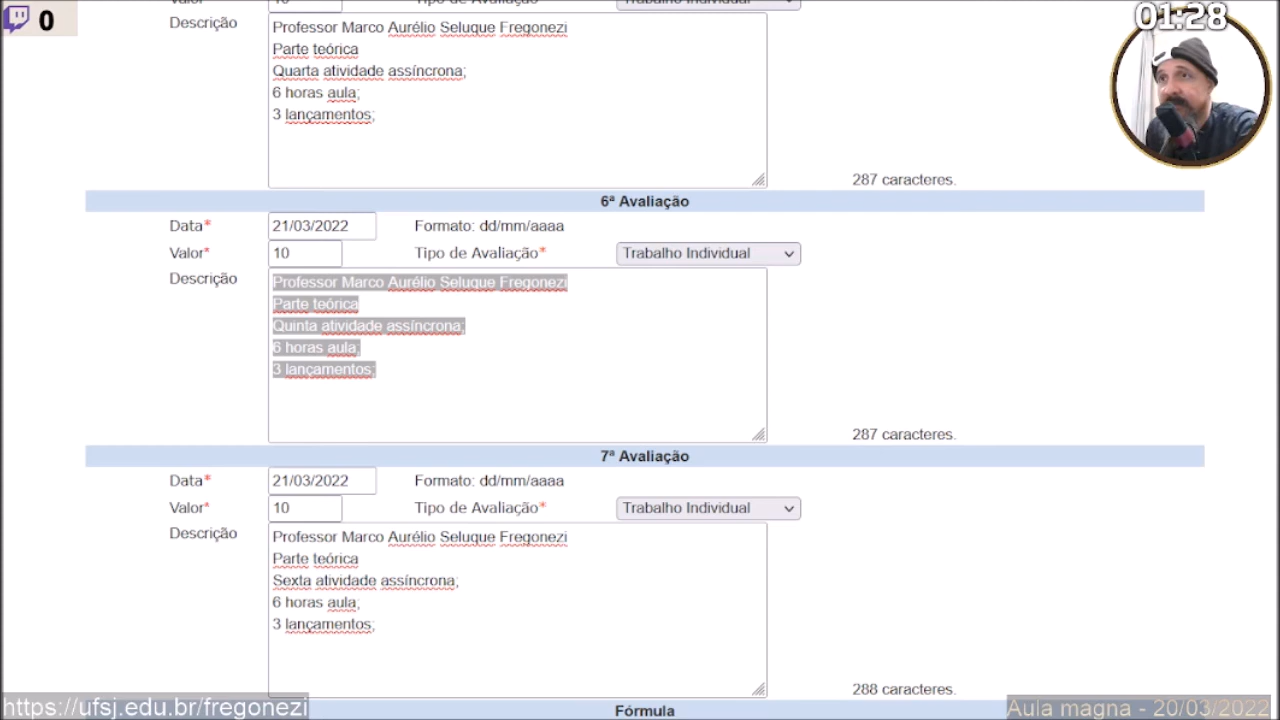 0
01:28
Descrição
Professor Marco Aurélio Seluque Fregonezi
Parte teórica
Quarta atividade assíncrona;
6 horas aula;
3 lançamentos;
287 caracteres.
6ª Avaliação
Data* 21/03/2022 Formato: dd/mm/aaaa
Valor* 10 Tipo de Avaliação* Trabalho Individual
Descrição
Professor Marco Aurélio Seluque Fregonezi
Parte teórica
Quinta atividade assíncrona;
6 horas aula;
3 lançamentos;
287 caracteres.
7ª Avaliação
Data* 21/03/2022 Formato: dd/mm/aaaa
Valor* 10 Tipo de Avaliação* Trabalho Individual
Descrição
Professor Marco Aurélio Seluque Fregonezi
Parte teórica
Sexta atividade assíncrona;
6 horas aula;
3 lançamentos;
288 caracteres.
https://ufsj.edu.br/fregonezi
Fórmula
Aula magna - 20/03/2022